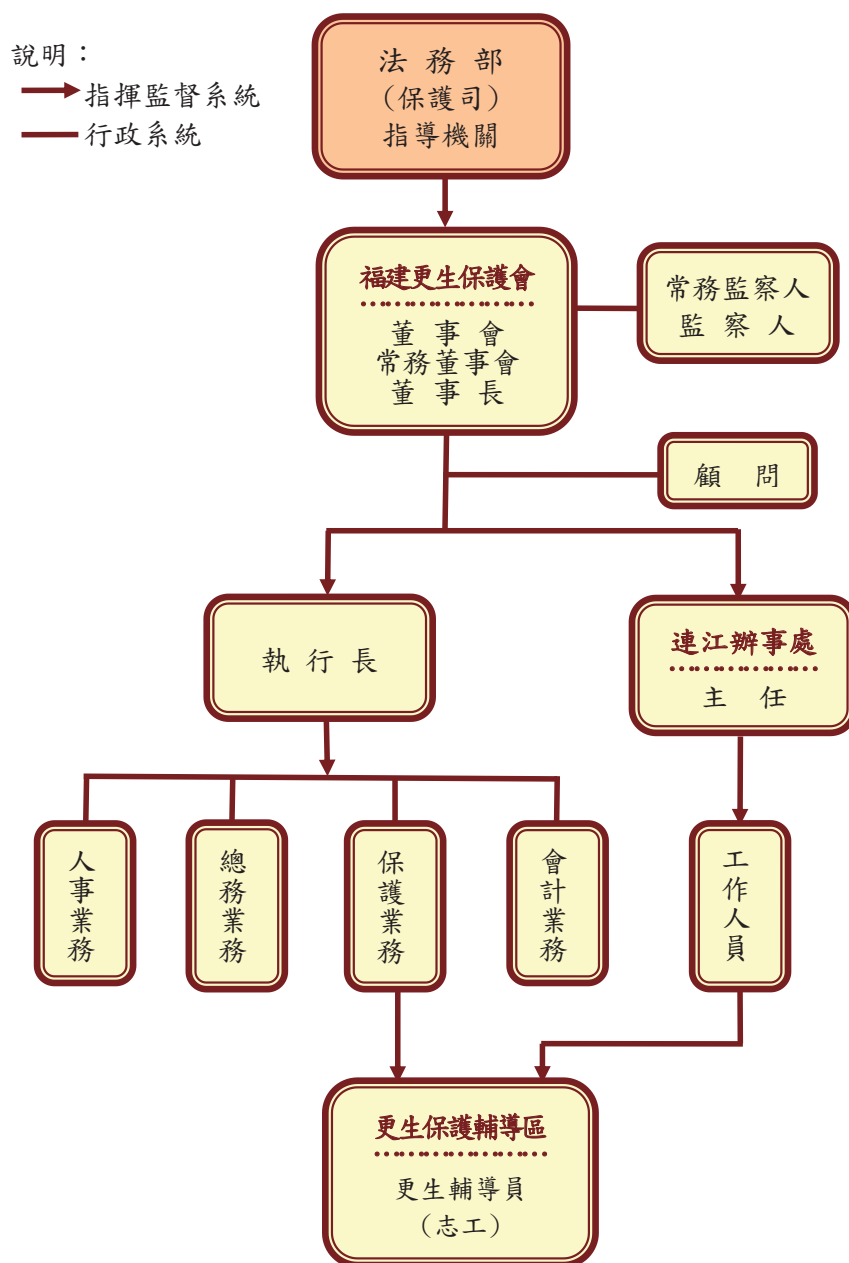 說明：
指揮監督系統
行政系統
法務部
（保護司）
指導機關
福建更生保護會
董事會
常務董事會
董事長
常務監察人
監察人
顧問
執行長
連江辦事處
主任
人事業務
總務業務
保護業務
會計業務
工作人員
更生保護輔導區
更生輔導員
（志工）